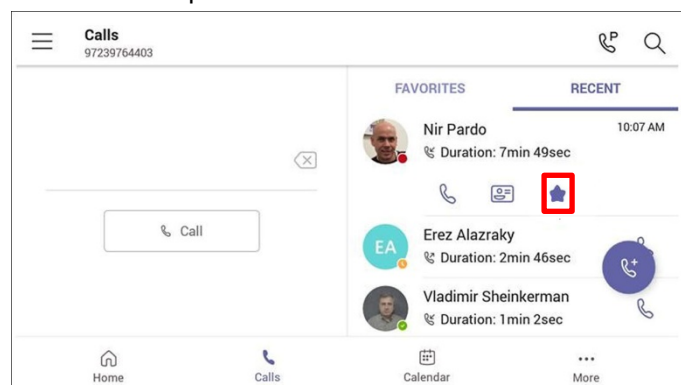 Calls
97239764403
P
FAVORITES RECENT
Nir Pardo 10:07 AM
Duration: 7min 49sec
Call
EA
Erez Alazraky
Duration: 2min 46sec
Vladimir Sheinkerman
Duration: 1min 2sec
Home Calls Calendar More